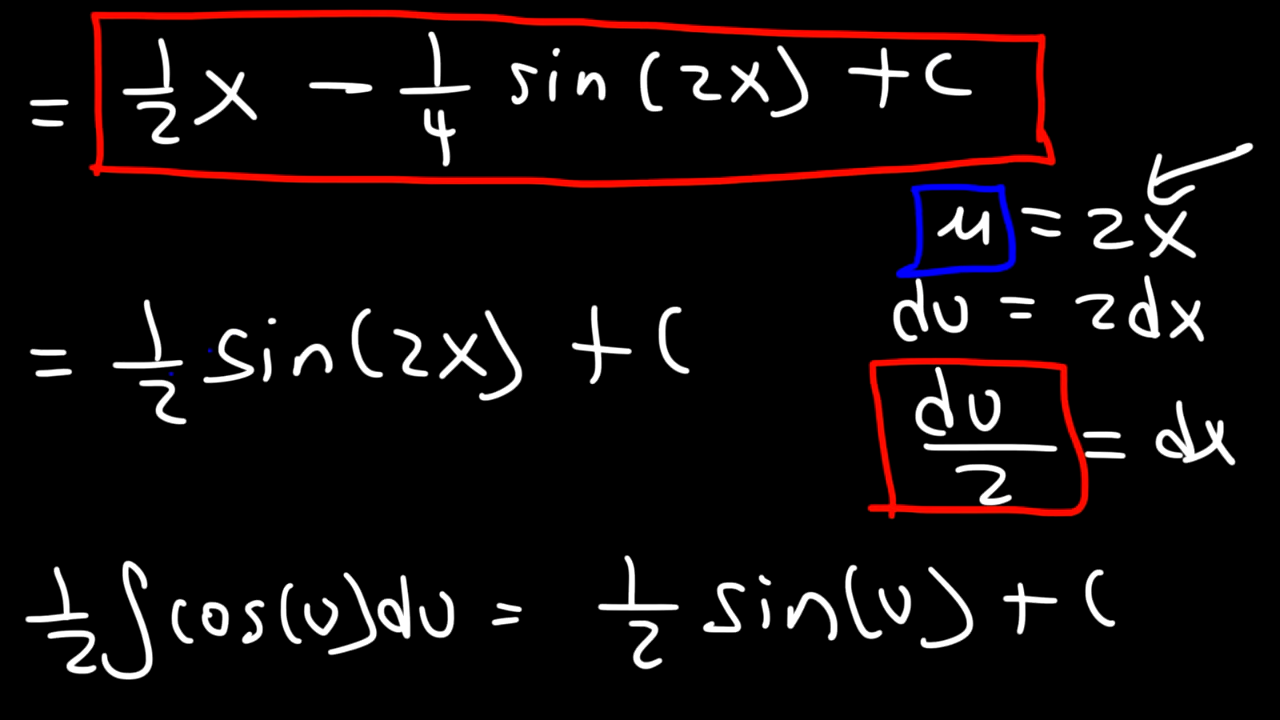 = 1/2 x - 1/4 sin(2x) + C
u = 2x
du = 2dx
= 1/2 sin(2x) + C
du/2 = dx
1/2 ∫ cos(u)du = 1/2 sin(u) + C